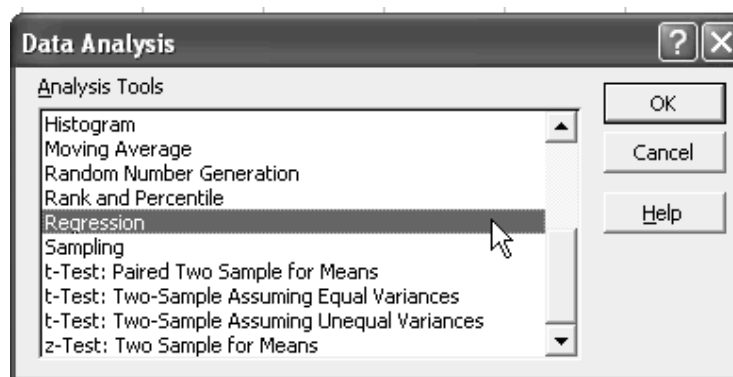 Data Analysis
Analysis Tools
Histogram
Moving Average
Random Number Generation
Rank and Percentile
Regression
Sampling
t-Test: Paired Two Sample for Means
t-Test: Two-Sample Assuming Equal Variances
t-Test: Two-Sample Assuming Unequal Variances
z-Test: Two Sample for Means
OK
Cancel
Help